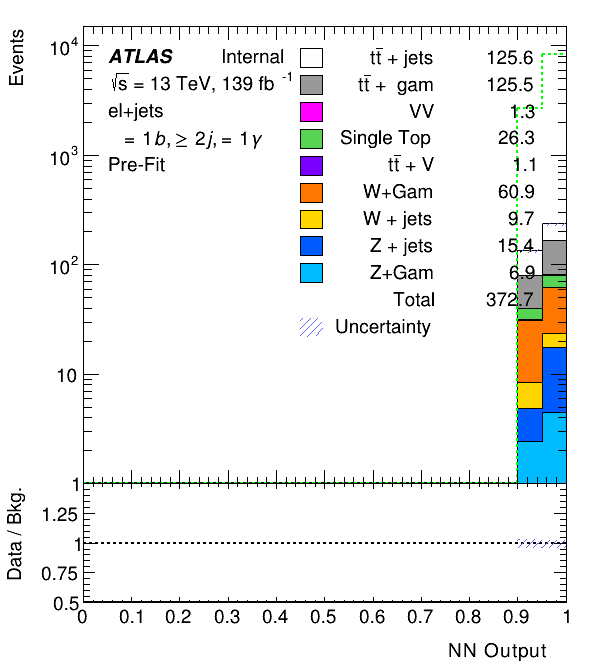 Events
10⁴
10³
10²
10
1
ATLAS Internal
√s = 13 TeV, 139 fb⁻¹
el+jets
= 1b, ≥ 2j, = 1γ
Pre-Fit
tt̄ + jets 125.6
tt̄ + gam 125.5
VV 1.3
Single Top 26.3
tt̄ + V 1.1
W+Gam 60.9
W + jets 9.7
Z + jets 15.4
Z+Gam 6.9
Total 372.7
Uncertainty
Data / Bkg.
1.25
1
0.75
0.5
0 0.1 0.2 0.3 0.4 0.5 0.6 0.7 0.8 0.9 1
NN Output